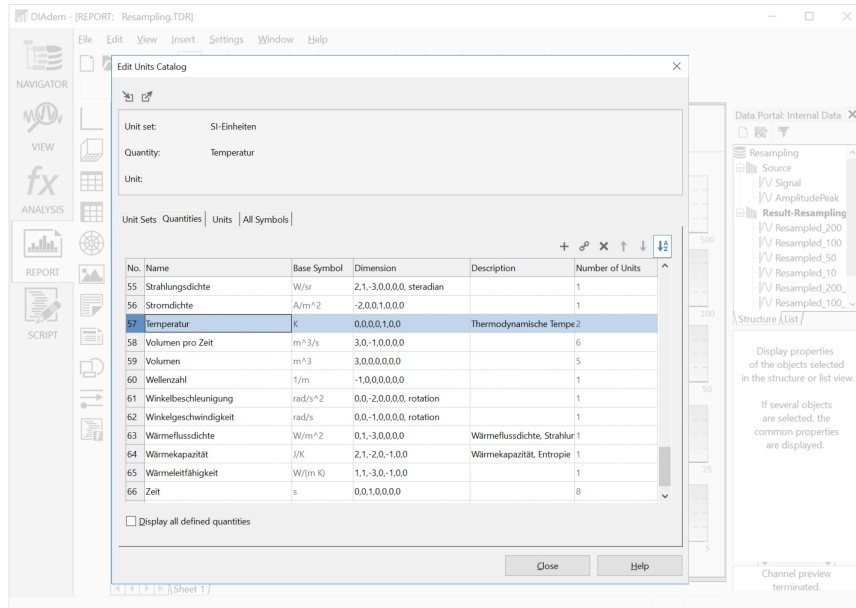 DIAdem - [REPORT: Resampling.TDR]
File Edit View Insert Settings Window Help
NAVIGATOR
VIEW
ANALYSIS
REPORT
SCRIPT
Edit Units Catalog
Unit set: SI-Einheiten
Quantity: Temperatur
Unit:
Unit Sets Quantities Units All Symbols
No. Name Base Symbol Dimension Description Number of Units
55 Strahlungsdichte W/sr 2,1,-3,0,0,0,0, steradian 1
56 Stromdichte A/m^2 -2,0,0,1,0,0,0 1
57 Temperatur K 0,0,0,0,1,0,0 Thermodynamische Tempe 2
58 Volumen pro Zeit m^3/s 3,0,-1,0,0,0,0 6
59 Volumen m^3 3,0,0,0,0,0,0 5
60 Wellenzahl 1/m -1,0,0,0,0,0,0 1
61 Winkelbeschleunigung rad/s^2 0,0,-2,0,0,0,0, rotation 1
62 Winkelgeschwindigkeit rad/s 0,0,-1,0,0,0,0, rotation 1
63 Wärmeflussdichte W/m^2 0,1,-3,0,0,0,0 Wärmeflussdichte, Strahlur 1
64 Wärmekapazität J/K 2,1,-2,0,-1,0,0 Wärmekapazität, Entropie 1
65 Wärmeleitfähigkeit W/(m K) 1,1,-3,0,-1,0,0 1
66 Zeit s 0,0,1,0,0,0,0 8
Display all defined quantities
Close Help
Sheet 1
500
100
50
25
5
Data Portal: Internal Data
Resampling
Source
Signal
AmplitudePeak
Result-Resampling
Resampled_200
Resampled_100
Resampled_50
Resampled_10
Resampled_200_
Resampled_100_
Structure List
Display properties
of the objects selected
in the structure or list view.
If several objects
are selected, the
common properties
are displayed.
Channel preview
terminated.